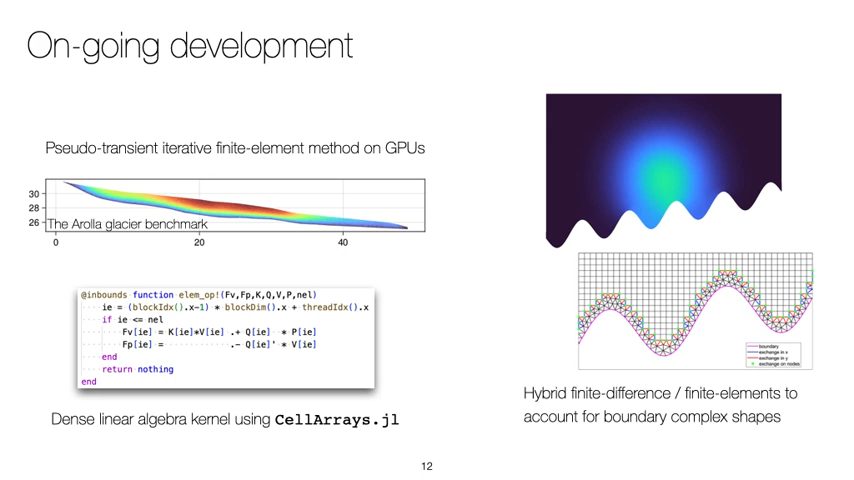 On-going development
Pseudo-transient iterative finite-element method on GPUs
30
28
26
The Arolla glacier benchmark
0 20 40
@inbounds function elem_op!(Fv,Fp,K,Q,V,P,nel)
ie = (blockIdx().x-1) * blockDim().x + threadIdx().x
if ie <= nel
Fv[ie] = K[ie]*V[ie] .+ Q[ie] * P[ie]
Fp[ie] = .- Q[ie]' * V[ie]
end
return nothing
end
Dense linear algebra kernel using CellArrays.jl
boundary
exchange in x
exchange in y
exchange on nodes
Hybrid finite-difference / finite-elements to
account for boundary complex shapes
12